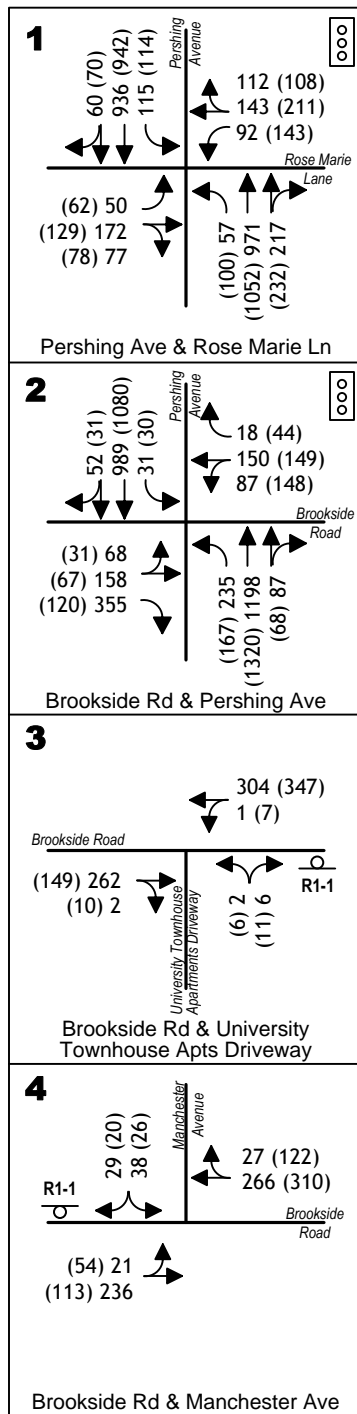 1
Pershing
Avenue
60 (70)
936 (942)
115 (114)
112 (108)
143 (211)
92 (143)
Rose Marie
Lane
(62) 50
(129) 172
(78) 77
(100) 57
(1052) 971
(232) 217
Pershing Ave & Rose Marie Ln
2
Pershing
Avenue
52 (31)
989 (1080)
31 (30)
18 (44)
150 (149)
87 (148)
Brookside
Road
(31) 68
(67) 158
(120) 355
(167) 235
(1320) 1198
(68) 87
Brookside Rd & Pershing Ave
3
304 (347)
1 (7)
Brookside Road
(149) 262
(10) 2
University Townhouse
Apartments Driveway
(6) 2
(11) 6
R1-1
Brookside Rd & University
Townhouse Apts Driveway
4
Manchester
Avenue
29 (20)
38 (26)
27 (122)
266 (310)
R1-1
Brookside
Road
(54) 21
(113) 236
Brookside Rd & Manchester Ave